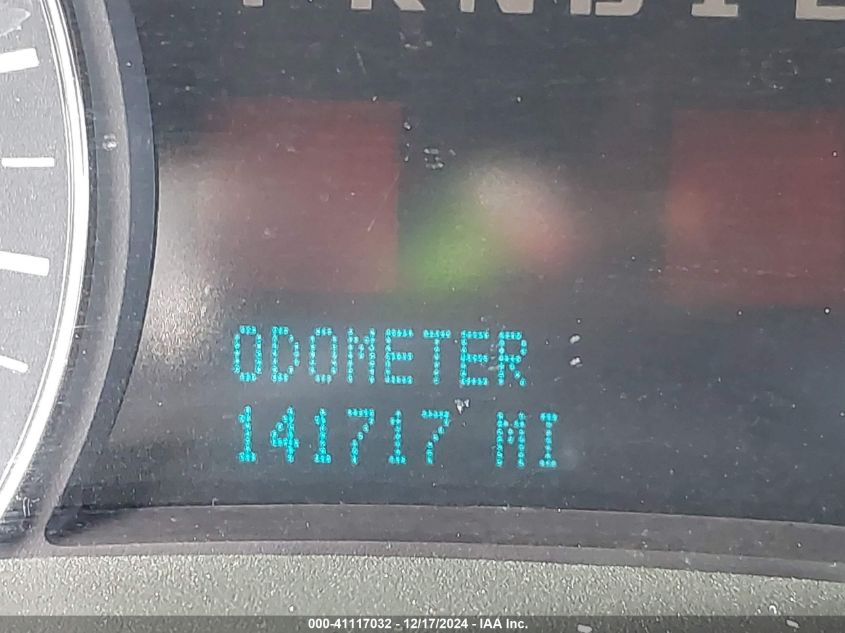 ODOMETER
141717 MI
000-41117032 - 12/17/2024 - IAA Inc.